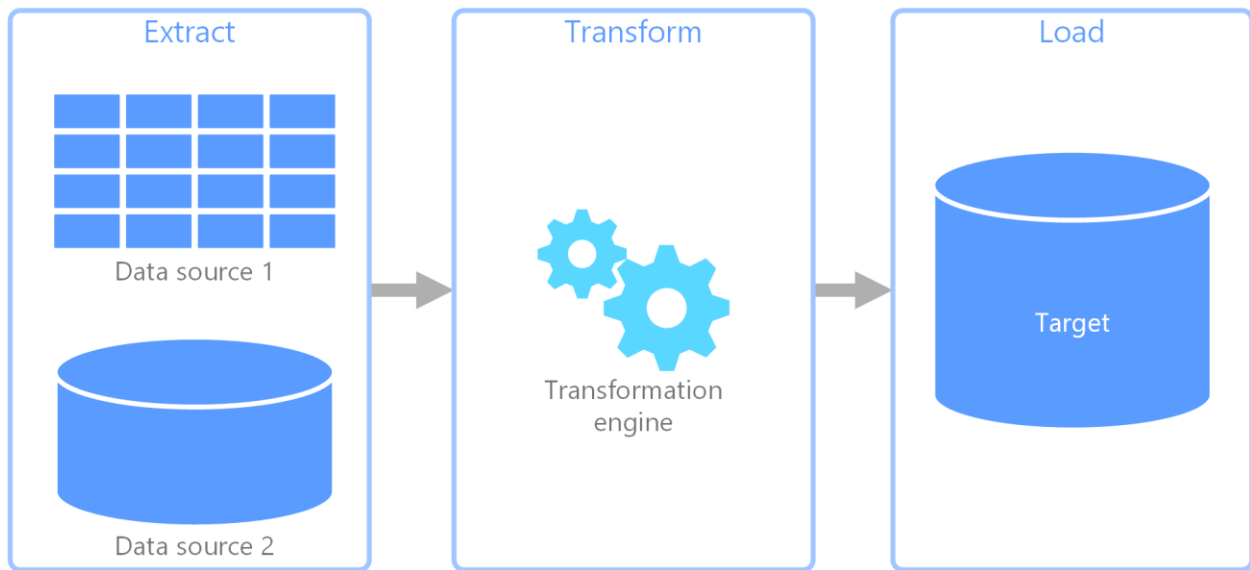 Extract
Data source 1
Data source 2
Transform
Transformation
engine
Load
Target